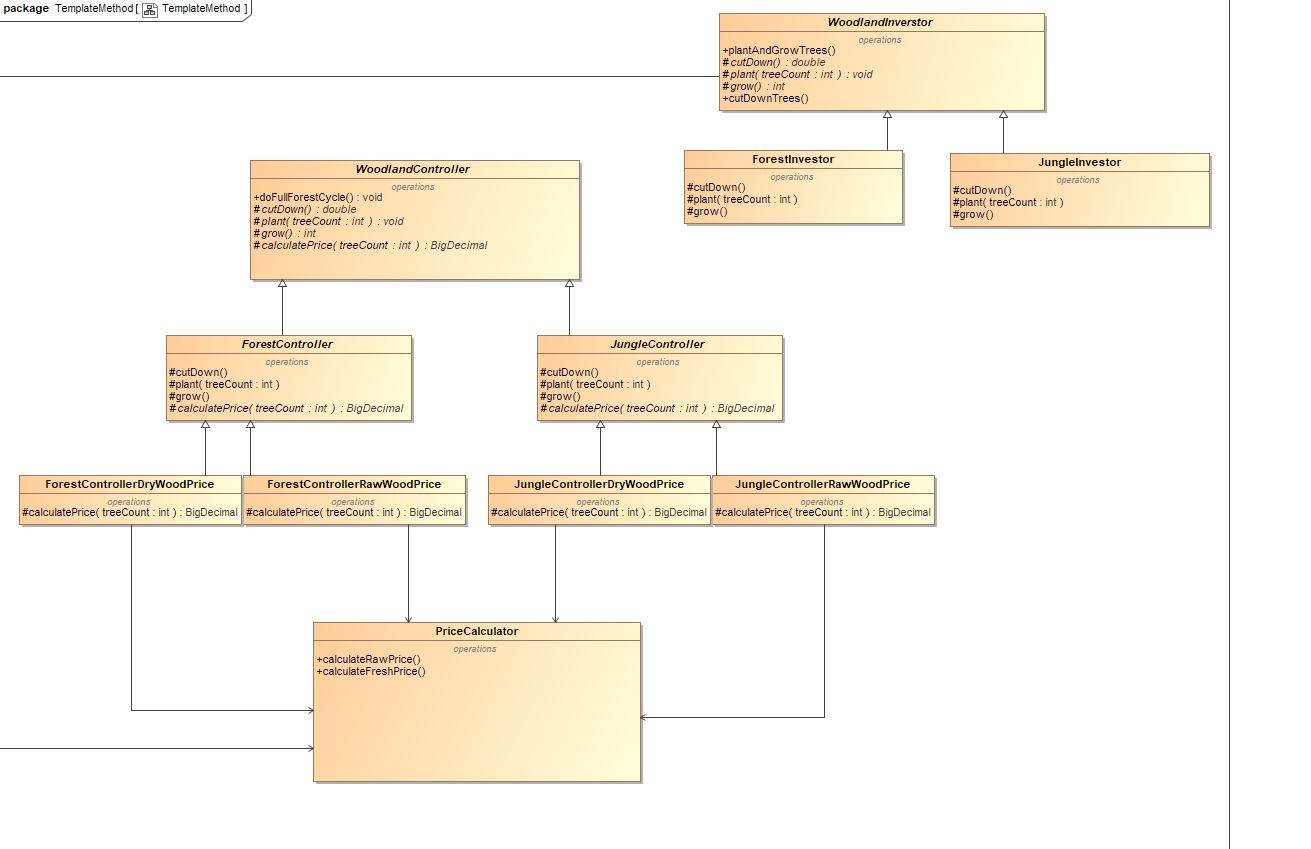 package TemplateMethod [ TemplateMethod ]
WoodlandInverstor
operations
+plantAndGrowTrees()
#cutDown() : double
#plant( treeCount : int ) : void
#grow() : int
+cutDownTrees()
ForestInvestor
operations
#cutDown()
#plant( treeCount : int )
#grow()
JungleInvestor
operations
#cutDown()
#plant( treeCount : int )
#grow()
WoodlandController
operations
+doFullForestCycle() : void
#cutDown() : double
#plant( treeCount : int ) : void
#grow() : int
#calculatePrice( treeCount : int ) : BigDecimal
ForestController
operations
#cutDown()
#plant( treeCount : int )
#grow()
#calculatePrice( treeCount : int ) : BigDecimal
JungleController
operations
#cutDown()
#plant( treeCount : int )
#grow()
#calculatePrice( treeCount : int ) : BigDecimal
ForestControllerDryWoodPrice
operations
#calculatePrice( treeCount : int ) : BigDecimal
ForestControllerRawWoodPrice
operations
#calculatePrice( treeCount : int ) : BigDecimal
JungleControllerDryWoodPrice
operations
#calculatePrice( treeCount : int ) : BigDecimal
JungleControllerRawWoodPrice
operations
#calculatePrice( treeCount : int ) : BigDecimal
PriceCalculator
operations
+calculateRawPrice()
+calculateFreshPrice()